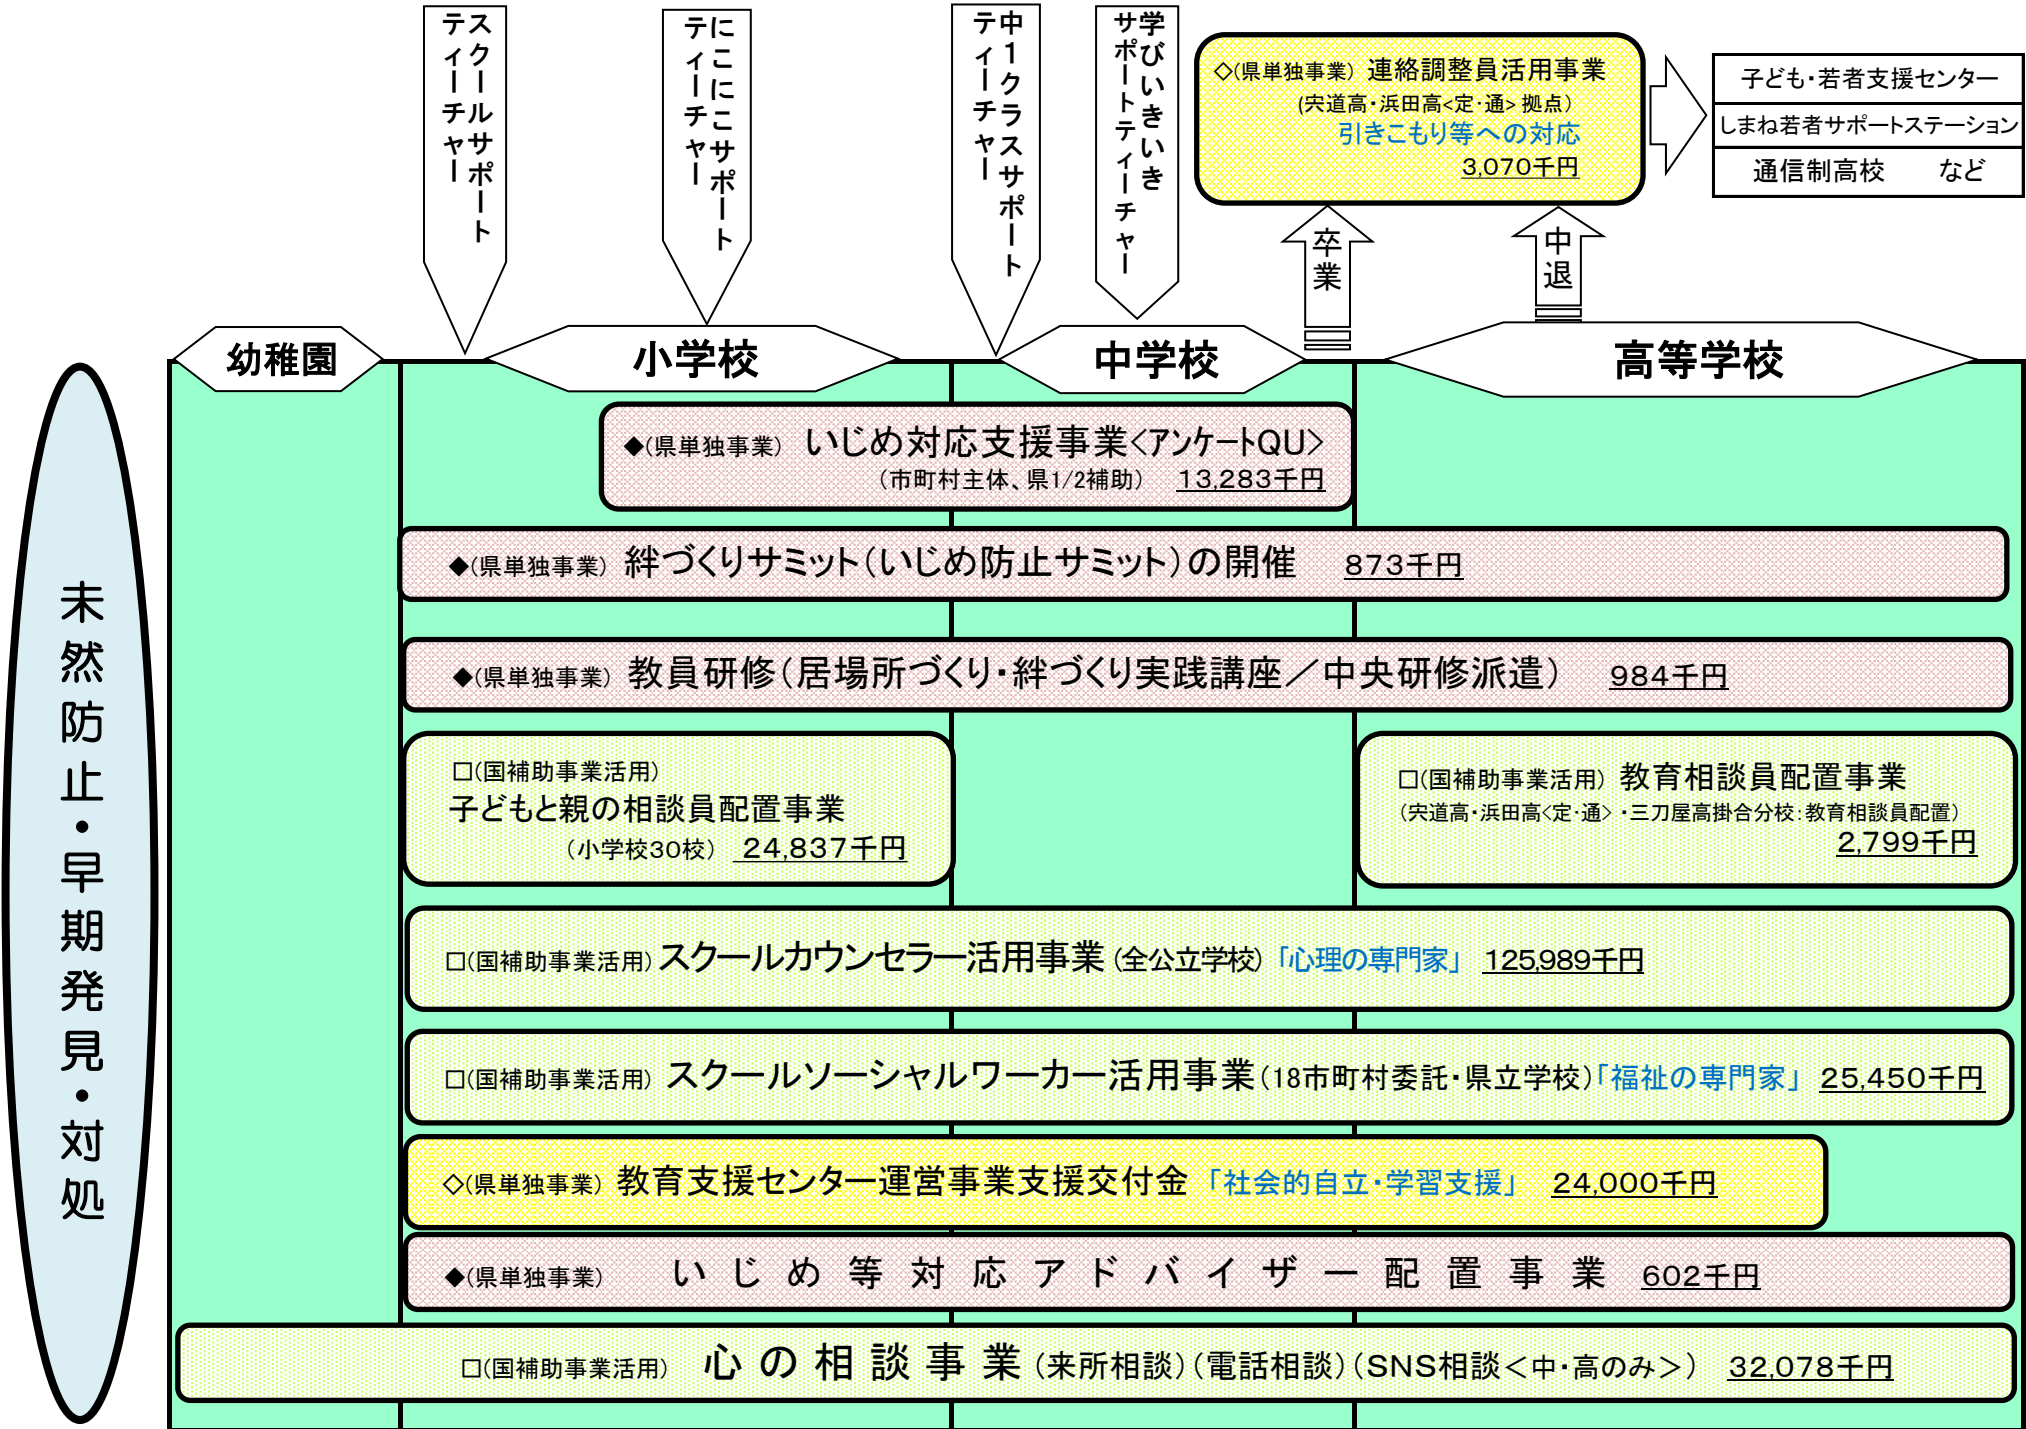 スクールサポート
ティーチャー
にこにこサポート
ティーチャー
中1クラスサポート
ティーチャー
学びいきいき
サポートティーチャー
◇(県単独事業) 連絡調整員活用事業
(宍道高・浜田高<定・通> 拠点)
引きこもり等への対応
3,070千円
子ども・若者支援センター
しまね若者サポートステーション
通信制高校 など
卒業
中退
幼稚園
小学校
中学校
高等学校
未然防止・早期発見・対処
◆(県単独事業) いじめ対応支援事業<アンケートQU>
(市町村主体、県1/2補助) 13,283千円
◆(県単独事業) 絆づくりサミット(いじめ防止サミット)の開催 873千円
◆(県単独事業) 教員研修(居場所づくり・絆づくり実践講座／中央研修派遣) 984千円
□(国補助事業活用)
子どもと親の相談員配置事業
(小学校30校) 24,837千円
□(国補助事業活用) 教育相談員配置事業
(宍道高・浜田高<定・通>・三刀屋高掛合分校:教育相談員配置)
2,799千円
□(国補助事業活用) スクールカウンセラー活用事業 (全公立学校) 「心理の専門家」 125,989千円
□(国補助事業活用) スクールソーシャルワーカー活用事業(18市町村委託・県立学校)「福祉の専門家」 25,450千円
◇(県単独事業) 教育支援センター運営事業支援交付金 「社会的自立・学習支援」 24,000千円
◆(県単独事業) いじめ等対応アドバイザー配置事業 602千円
□(国補助事業活用) 心の相談事業 (来所相談)(電話相談)(SNS相談＜中・高のみ＞) 32,078千円